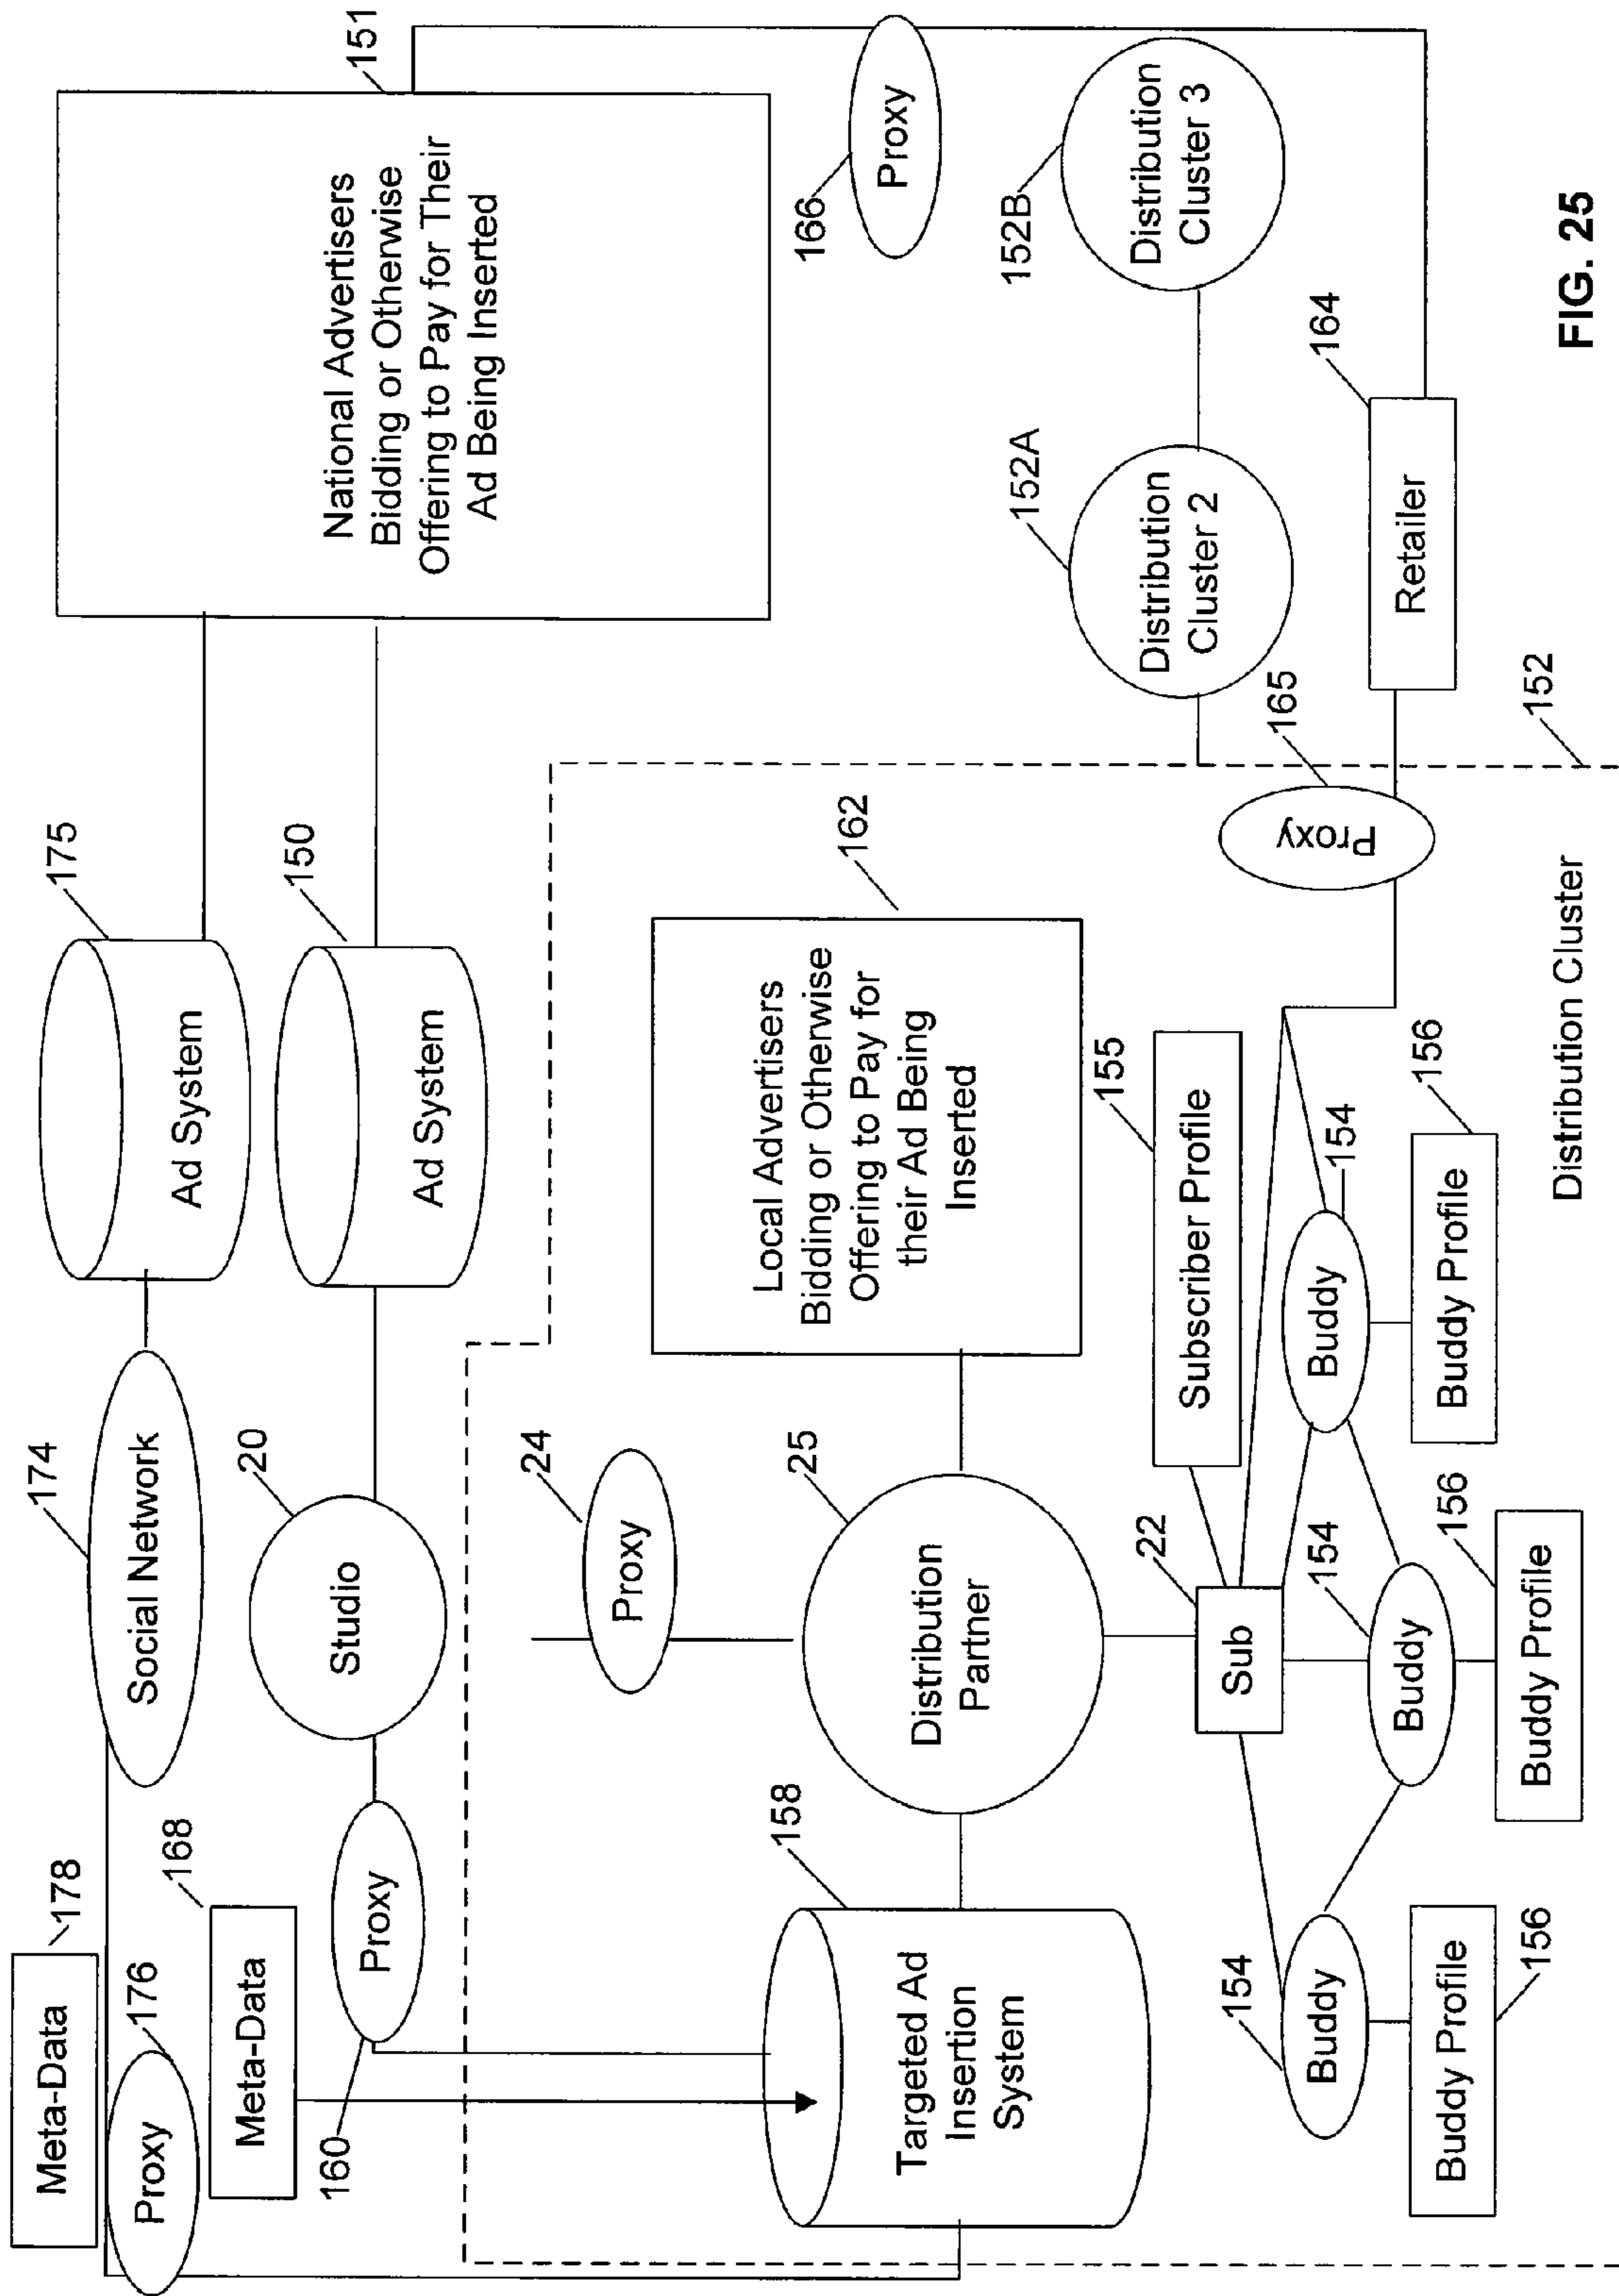 Meta-Data
178
Proxy
176
Meta-Data
168
174
Social Network
175
Ad System
20
Studio
150
Ad System
Proxy
160
151
National Advertisers
Bidding or Otherwise
Offering to Pay for Their
Ad Being Inserted
24
Proxy
158
Targeted Ad
Insertion
System
25
Distribution
Partner
162
Local Advertisers
Bidding or Otherwise
Offering to Pay for
their Ad Being
Inserted
166
Proxy
152A
Distribution
Cluster 2
152B
Distribution
Cluster 3
22
Sub
155
Subscriber Profile
165
Proxy
164
Retailer
154
Buddy
154
Buddy
154
Buddy
Buddy Profile
156
Buddy Profile
156
Buddy Profile
156
152
Distribution Cluster
FIG. 25